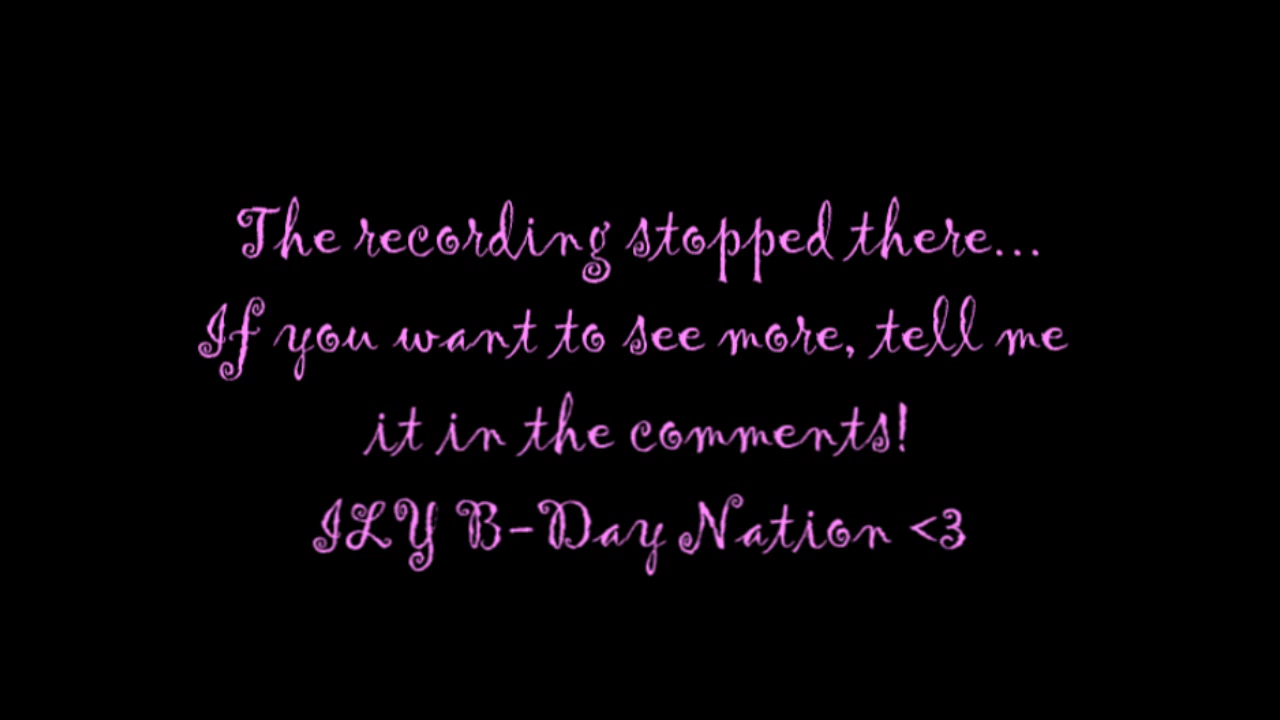 The recording stopped there...
If you want to see more, tell me
it in the comments!
ILY B-Day Nation <3